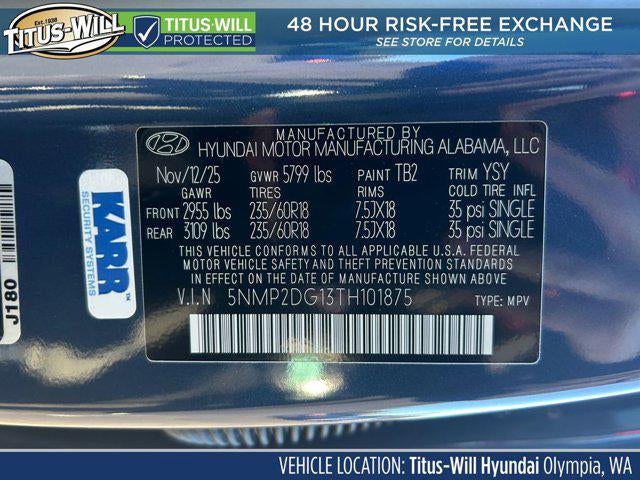 Est. 1938
TITUS-WILL
TITUS-WILL
PROTECTED
48 HOUR RISK-FREE EXCHANGE
SEE STORE FOR DETAILS
MANUFACTURED BY
HYUNDAI MOTOR MANUFACTURING ALABAMA, LLC
Nov/12/25 GVWR 5799 lbs PAINT TB2 TRIM YSY
GAWR TIRES RIMS COLD TIRE INFL
FRONT 2955 lbs 235/60R18 7.5JX18 35 psi SINGLE
REAR 3109 lbs 235/60R18 7.5JX18 35 psi SINGLE
THIS VEHICLE CONFORMS TO ALL APPLICABLE U.S.A. FEDERAL
MOTOR VEHICLE SAFETY AND THEFT PREVENTION STANDARDS
IN EFFECT ON THE DATE OF MANUFACTURE SHOWN ABOVE.
V.I.N 5NMP2DG13TH101875 TYPE: MPV
KARR™
SECURITY SYSTEMS
J180
VEHICLE LOCATION: Titus-Will Hyundai Olympia, WA